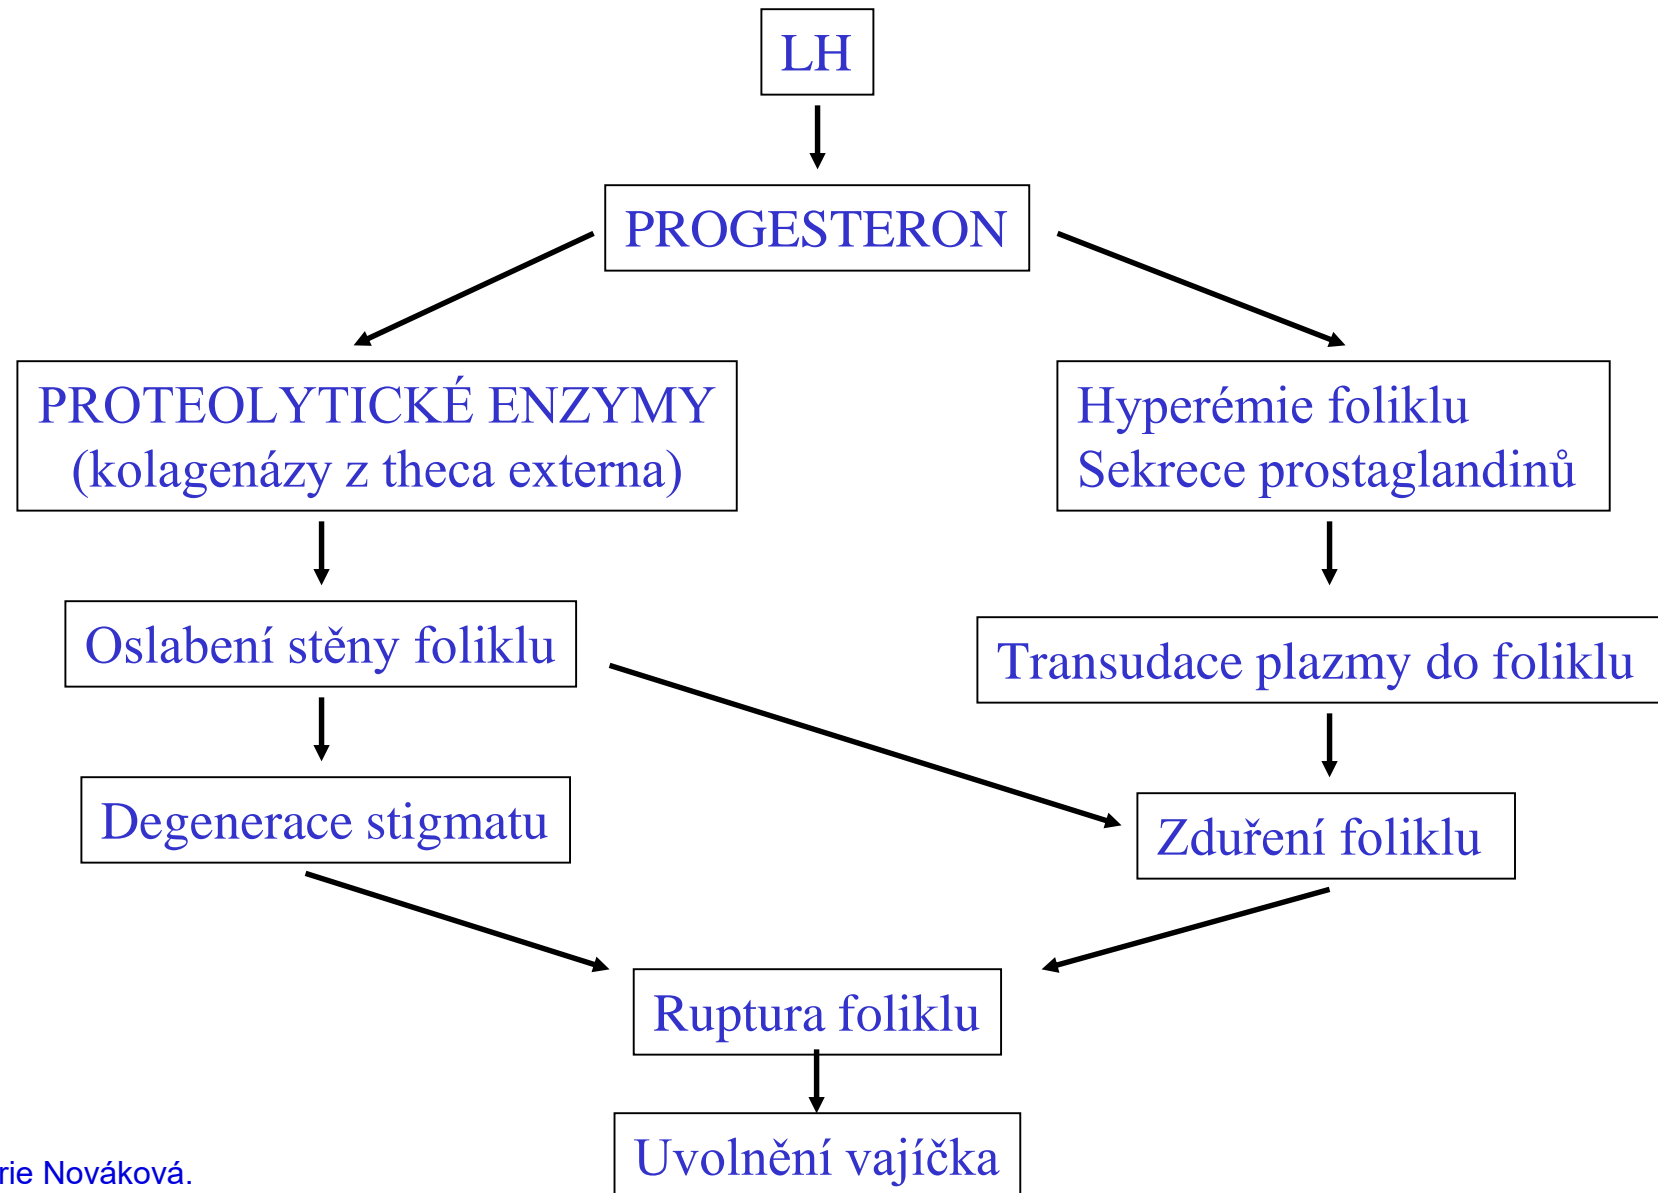 LH
PROGESTERON
PROTEOLYTICKÉ ENZYMY
(kolagenázy z theca externa)
Hyperémie foliklu
Sekrece prostaglandinů
Oslabení stěny foliklu
Transudace plazmy do foliklu
Degenerace stigmatu
Zduření foliklu
Ruptura foliklu
Uvolnění vajíčka
rie Nováková.